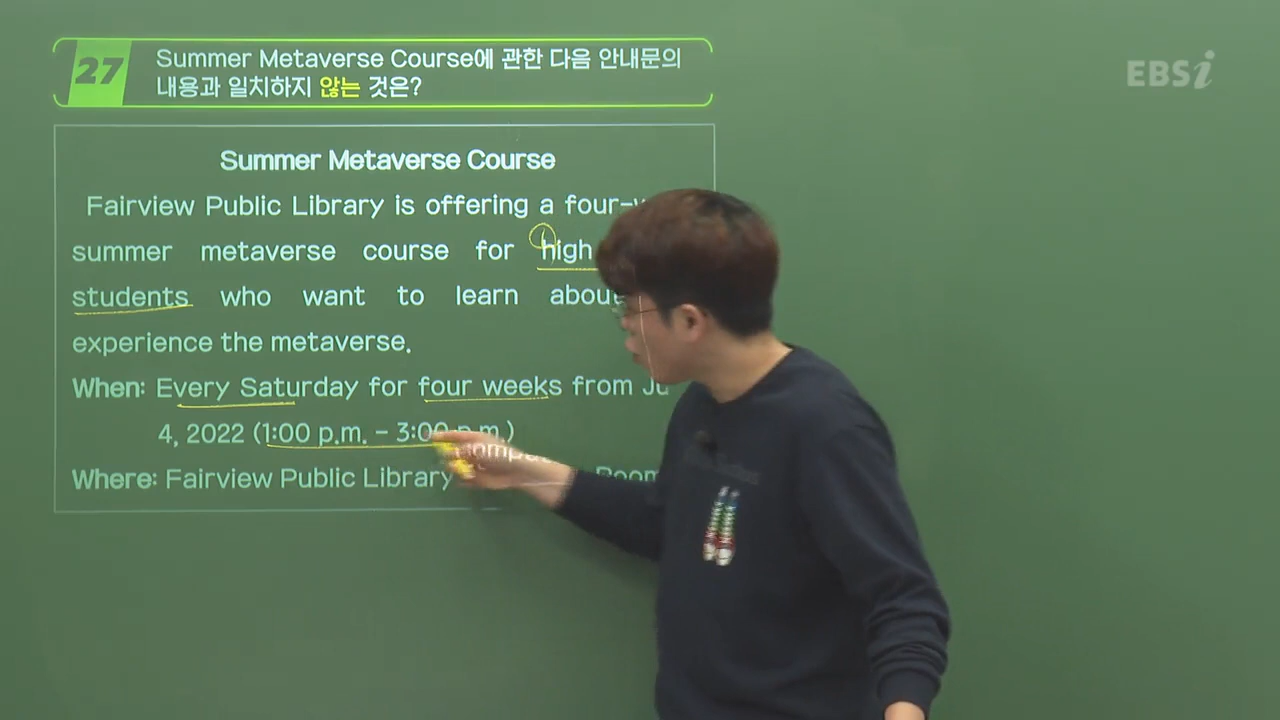 27
Summer Metaverse Course에 관한 다음 안내문의
내용과 일치하지 않는 것은?
EBSi
Summer Metaverse Course
Fairview Public Library is offering a
summer metaverse course for high
students who want to learn
experience the metaverse.
When: Every Saturday for four weeks from
4, 2022 (1:00 p.m. - 3:00 p.m.)
Where: Fairview Public Library